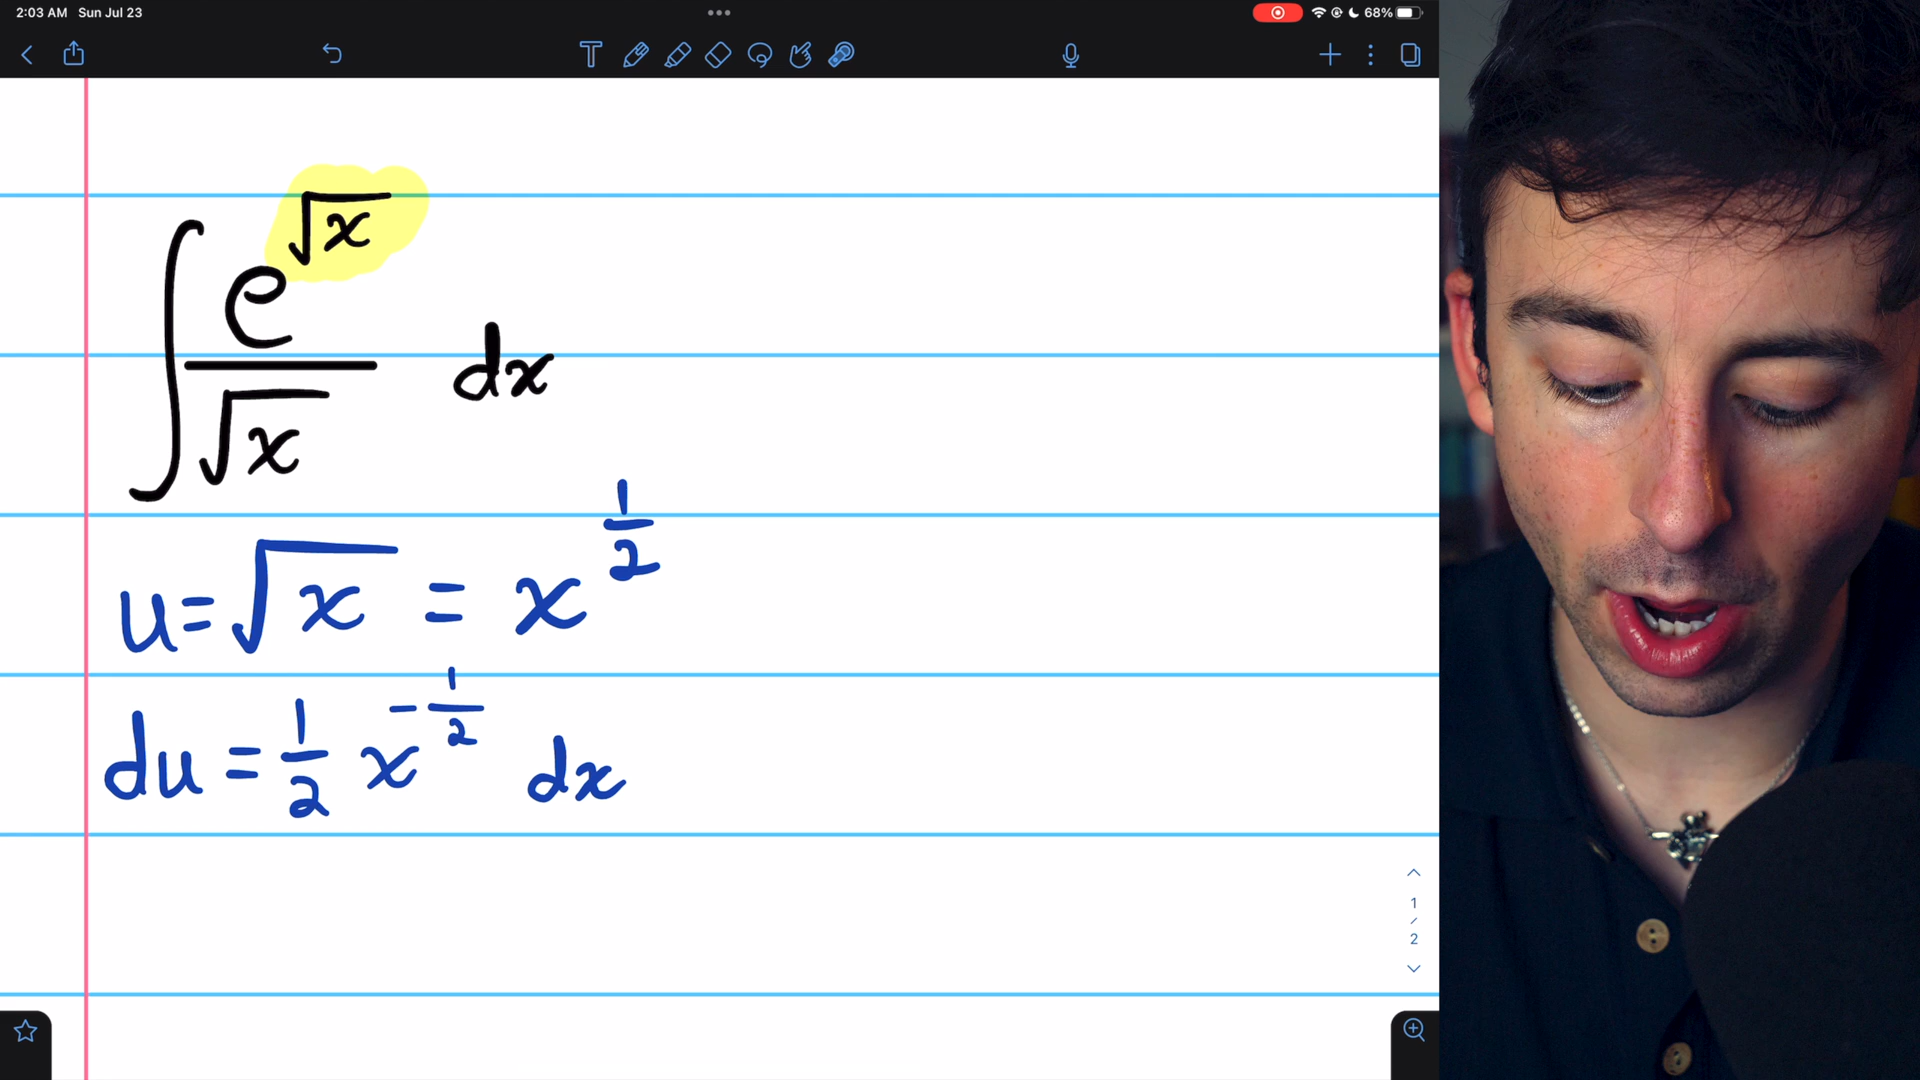 2:03 AM Sun Jul 23
68%
∫ e^√x / √x dx
u = √x = x^1/2
du = 1/2 x^-1/2 dx
1
/
2